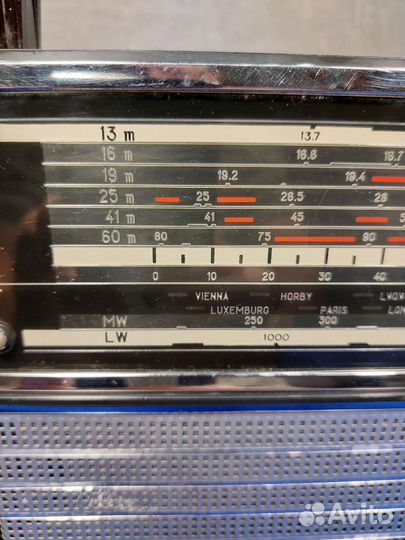 13 m 13.7
16 m 16.6 16.7
19 m 19.2 19.4
25 m 25 26.5 28
41 m 41 45
60 m 60 75 90
0 10 20 30 40
VIENNA HORBY
LUXEMBURG PARIS
MW 250 300
LW 1000
Avito